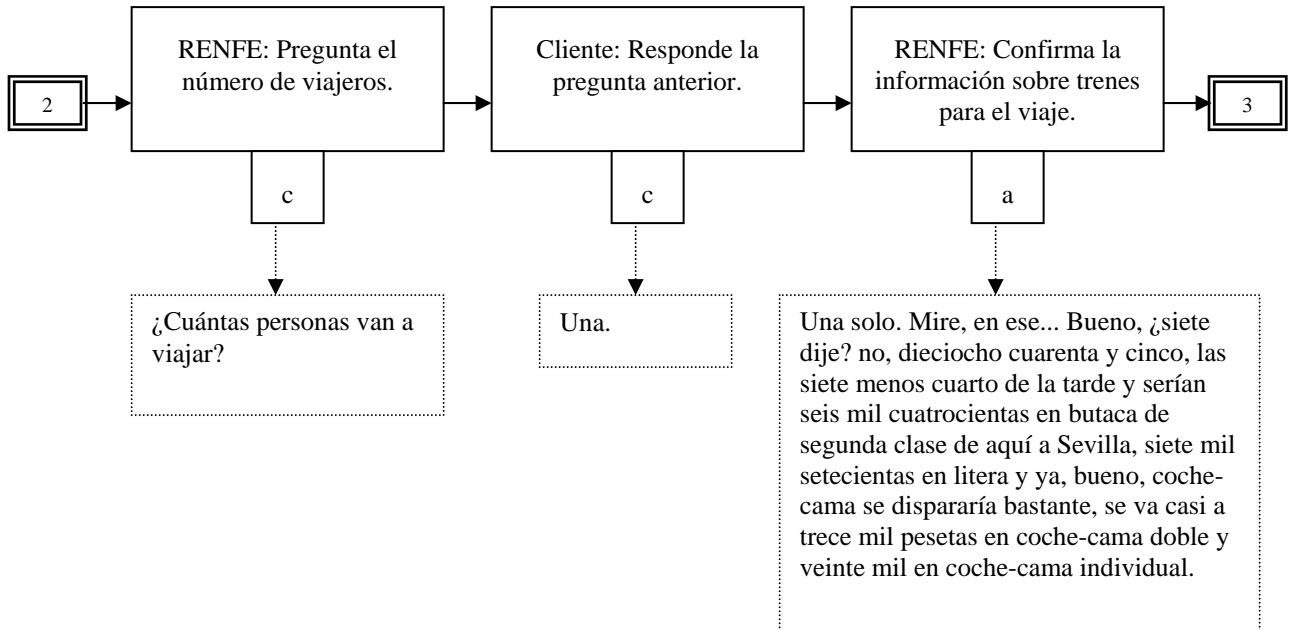 2
RENFE: Pregunta el
número de viajeros.
c
¿Cuántas personas van a
viajar?
Cliente: Responde la
pregunta anterior.
c
Una.
RENFE: Confirma la
información sobre trenes
para el viaje.
a
Una solo. Mire, en ese... Bueno, ¿siete
dije? no, dieciocho cuarenta y cinco, las
siete menos cuarto de la tarde y serían
seis mil cuatrocientas en butaca de
segunda clase de aquí a Sevilla, siete mil
setecientas en litera y ya, bueno, coche-
cama se dispararía bastante, se va casi a
trece mil pesetas en coche-cama doble y
veinte mil en coche-cama individual.
3